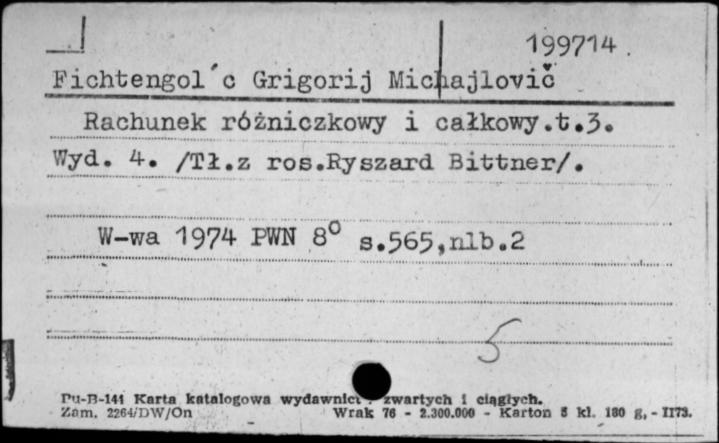 199714.
Fichtengol´c Grigorij Michajlovič
Rachunek różniczkowy i całkowy.t.3.
Wyd. 4. /Tł.z ros.Ryszard Bittner/.
W-wa 1974 PWN 8° s.565,nlb.2
5
Pu-B-141 Karta katalogowa wydawnict zwartych i ciągłych.
Zam. 2264/DW/On Wrak 76 - 2.300.000 - Karton 5 kl. 180 g, - II73.